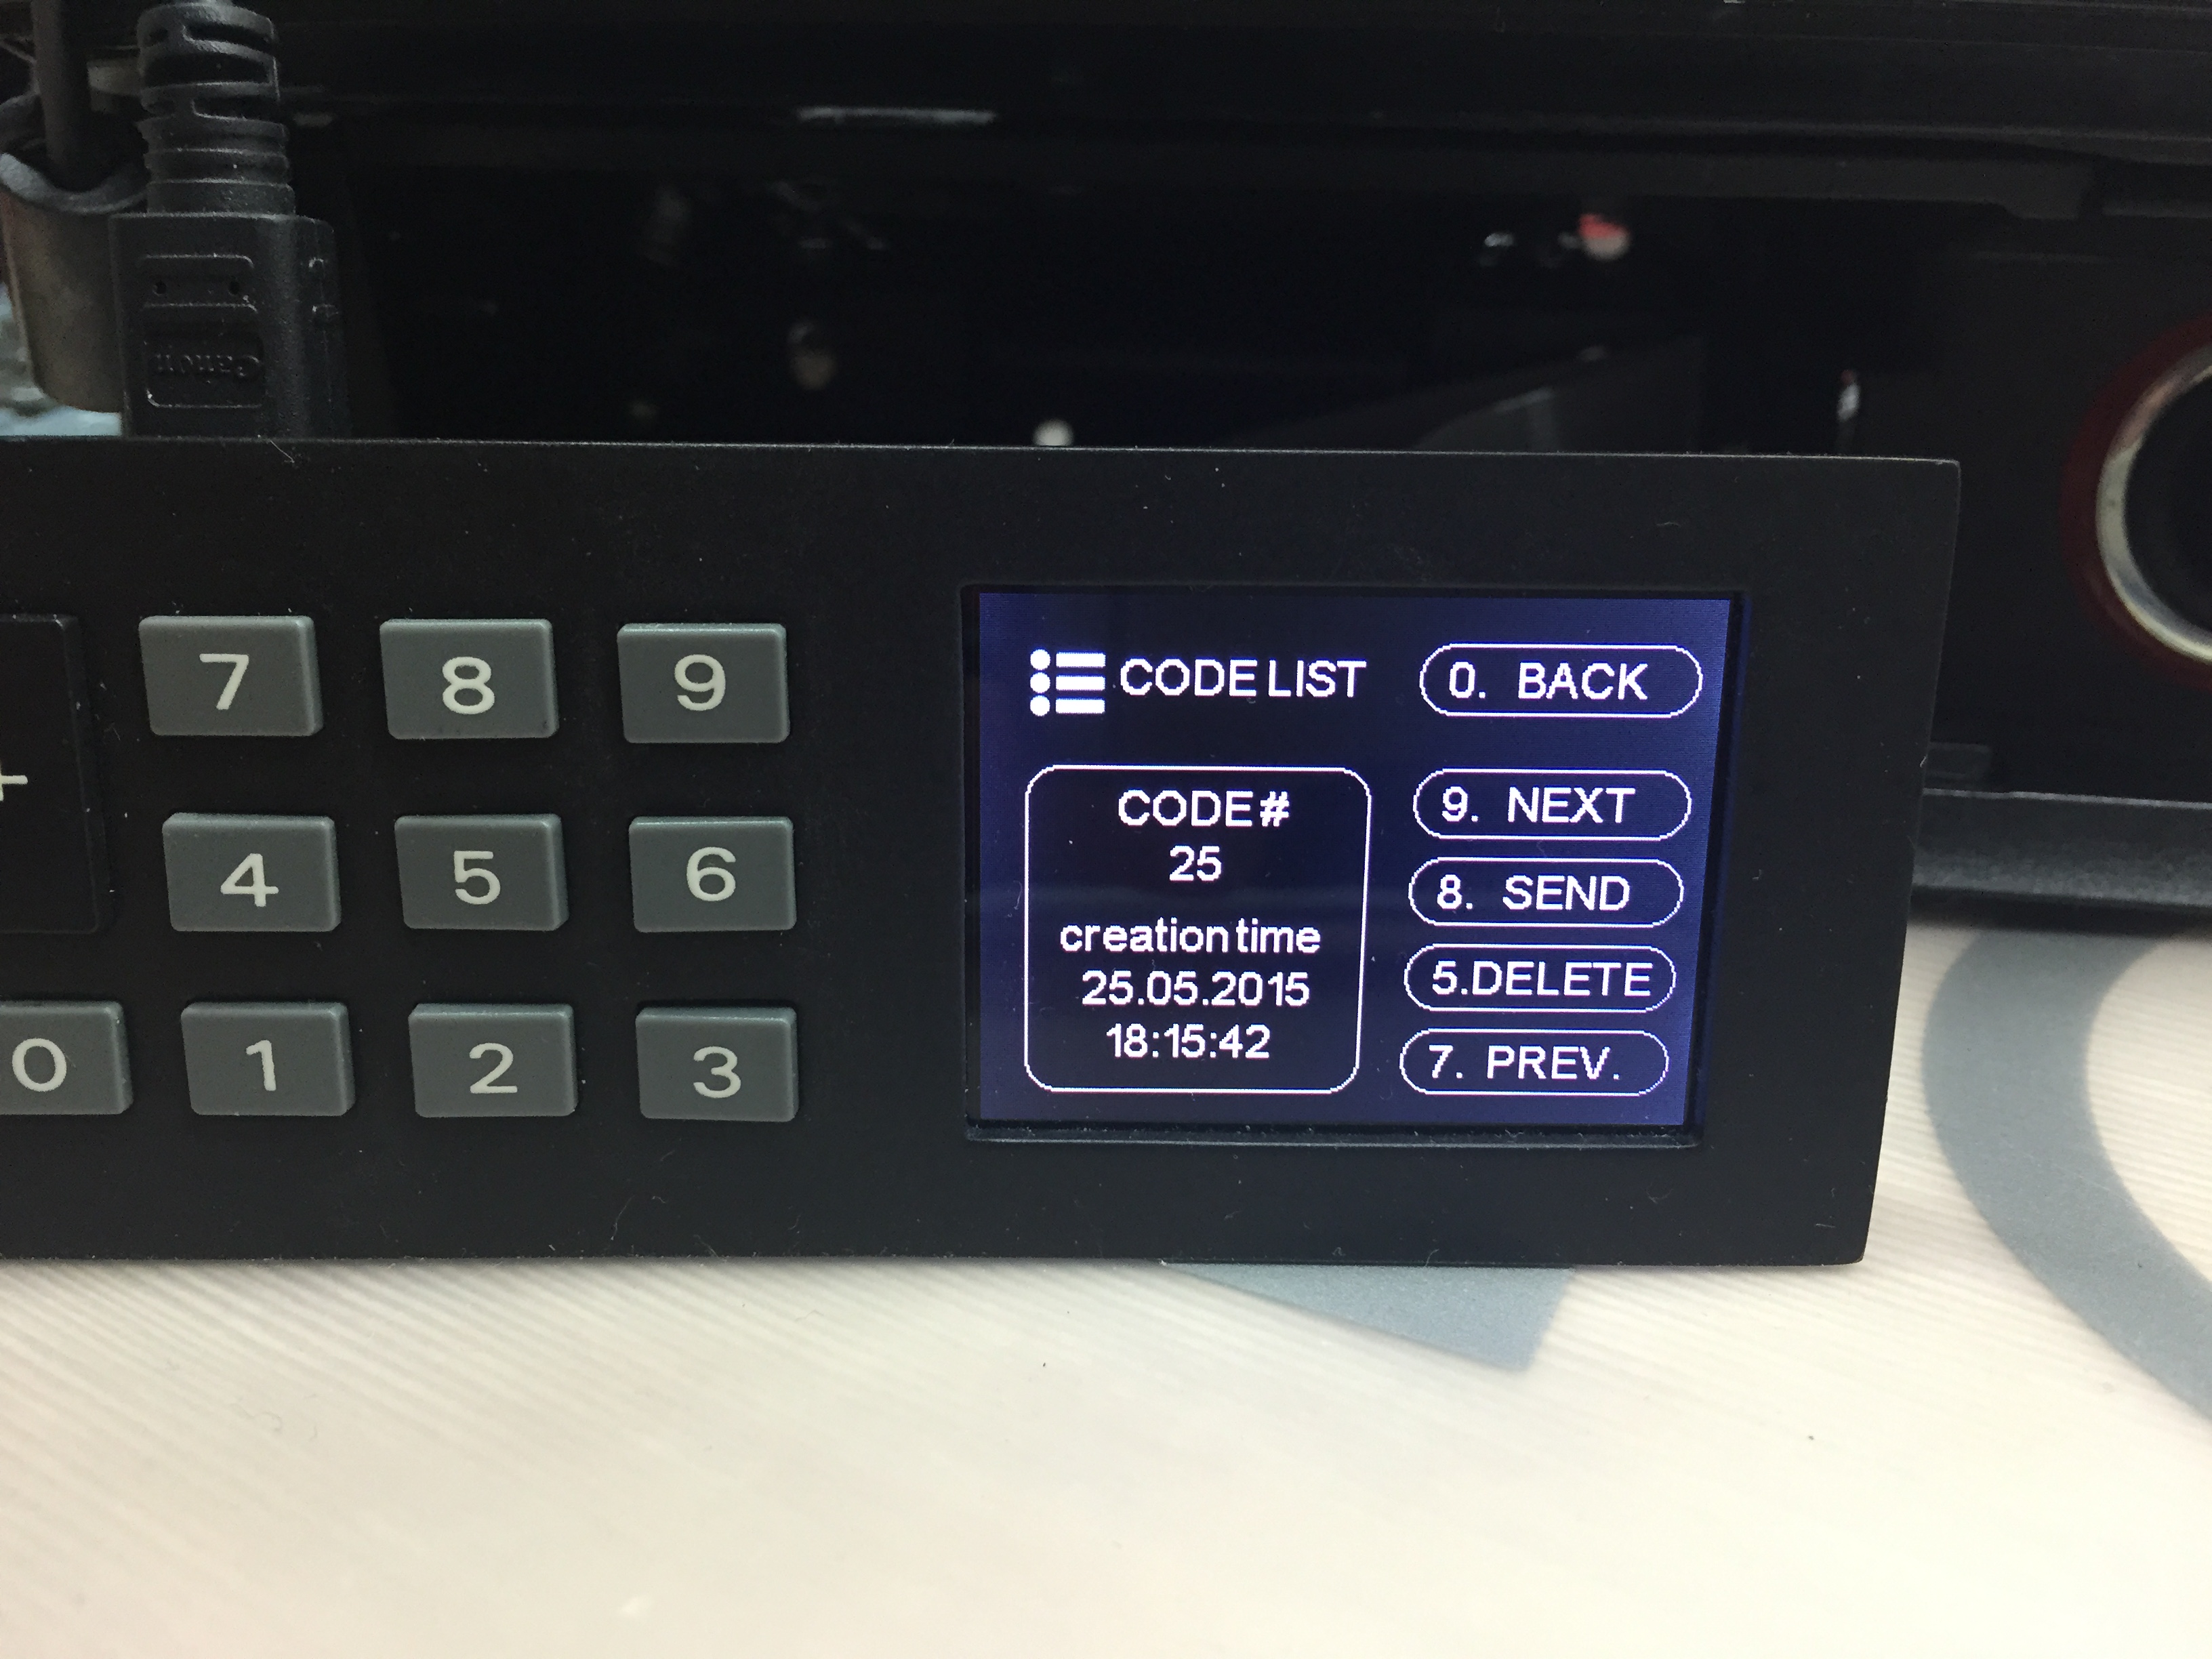 Canon
7 8 9
+
4 5 6
0 1 2 3
CODE LIST
0. BACK
CODE #
25
creation time
25.05.2015
18:15:42
9. NEXT
8. SEND
5.DELETE
7. PREV.